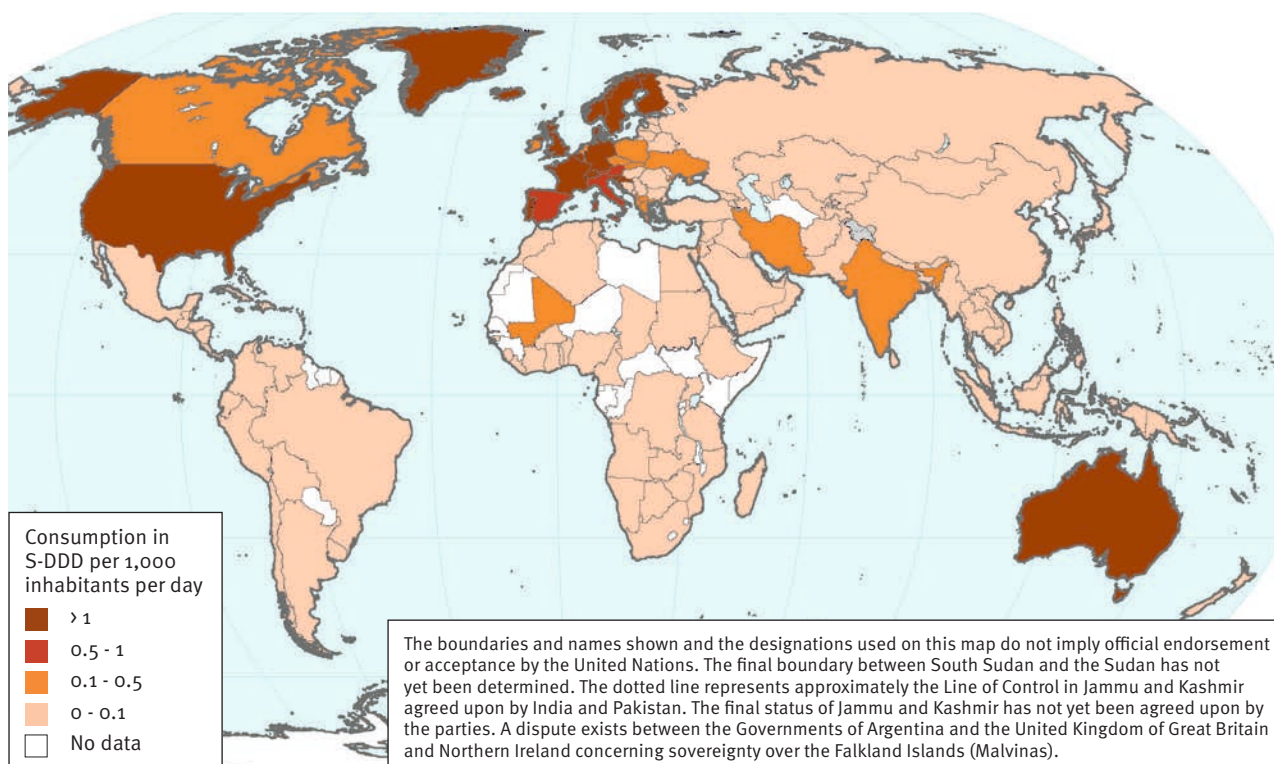 Consumption in
S-DDD per 1,000
inhabitants per day
> 1
0.5 - 1
0.1 - 0.5
0 - 0.1
No data
The boundaries and names shown and the designations used on this map do not imply official endorsement
or acceptance by the United Nations. The final boundary between South Sudan and the Sudan has not
yet been determined. The dotted line represents approximately the Line of Control in Jammu and Kashmir
agreed upon by India and Pakistan. The final status of Jammu and Kashmir has not yet been agreed upon by
the parties. A dispute exists between the Governments of Argentina and the United Kingdom of Great Britain
and Northern Ireland concerning sovereignty over the Falkland Islands (Malvinas).